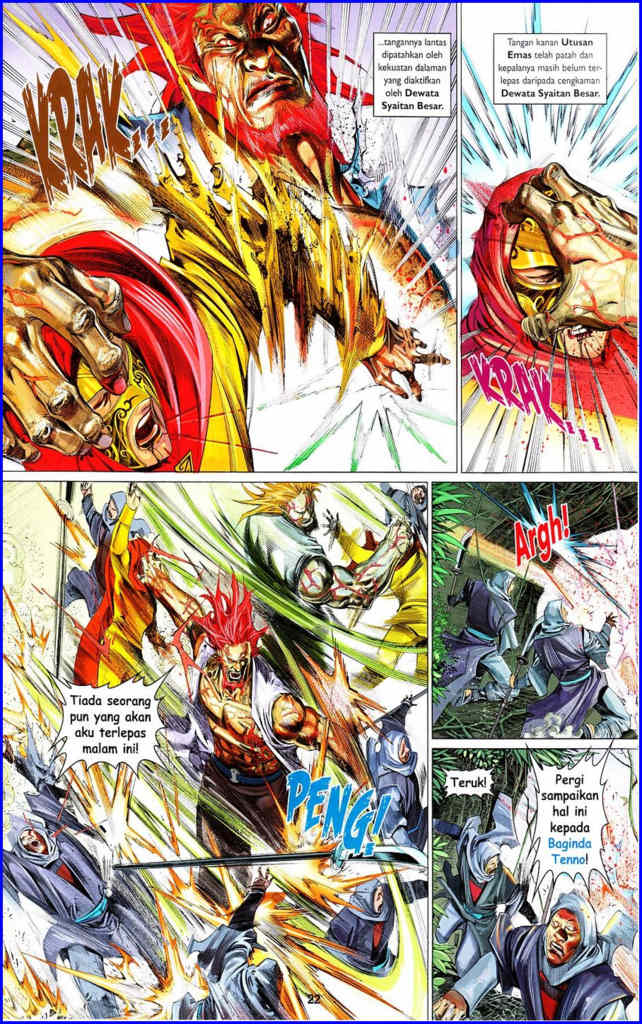 ...tangannya lantas
dipatahkan oleh
kekuatan dalaman
yang diaktifkan
oleh Dewata
Syaitan Besar.
Tangan kanan Utusan
Emas telah patah dan
kepalanya masih belum ter-
lepas daripada cengkaman
Dewata Syaitan Besar.
KRAK...
KRAK...
Tiada seorang
pun yang akan
aku terlepas
malam ini!
PENG!
Argh!
Teruk!
Pergi
sampaikan
hal ini
kepada
Baginda
Tenno!
22